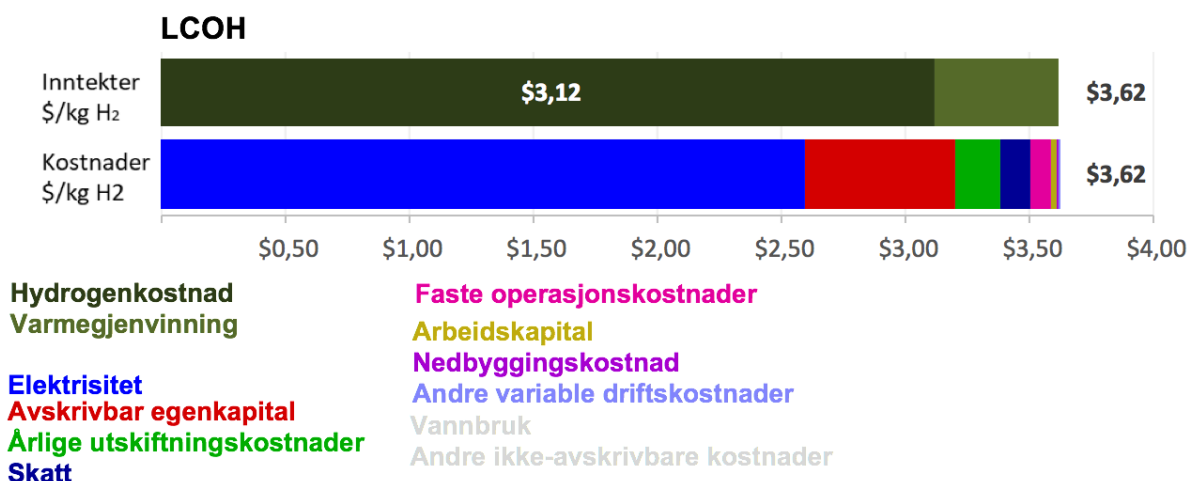 LCOH
Inntekter
$/kg H₂
$3,12
$3,62
Kostnader
$/kg H2
$3,62
$0,50 $1,00 $1,50 $2,00 $2,50 $3,00 $3,50 $4,00
Hydrogenkostnad
Varmegjenvinning
Elektrisitet
Avskrivbar egenkapital
Årlige utskiftningskostnader
Skatt
Faste operasjonskostnader
Arbeidskapital
Nedbyggingskostnad
Andre variable driftskostnader
Vannbruk
Andre ikke-avskrivbare kostnader